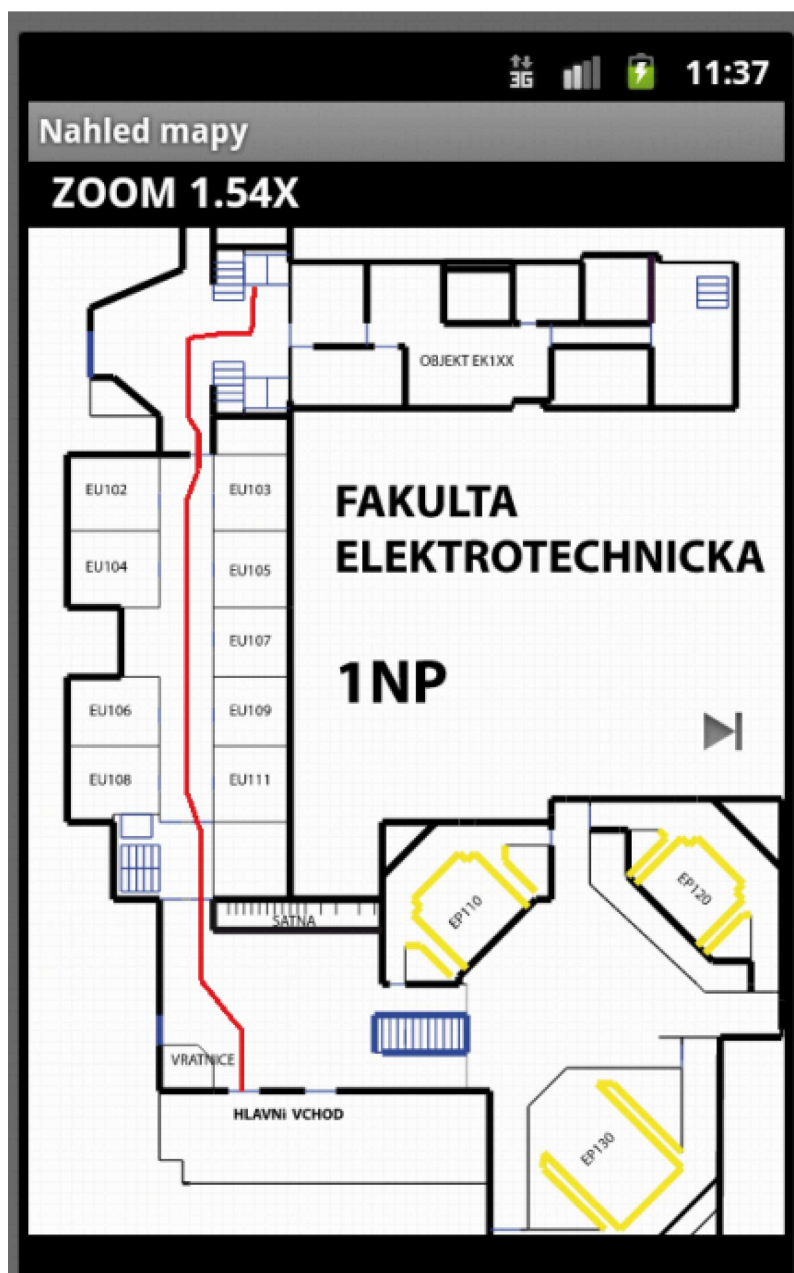 3G 11:37
Nahled mapy
ZOOM 1.54X
OBJEKT EK1XX
EU102
EU103
FAKULTA
ELEKTROTECHNICKA
EU104
EU105
EU107
1NP
EU106
EU109
EU108
EU111
EP110
EP120
SATNA
VRATNICE
HLAVNi VCHOD
EP130